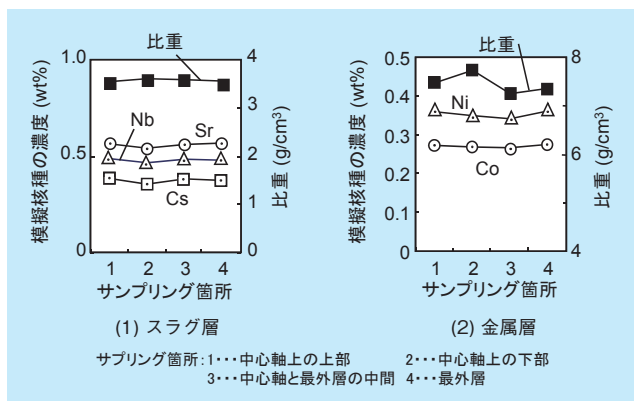 比重
Nb
Sr
Cs
模擬核種の濃度 (wt%)
1.0
0.5
0
比重 (g/cm³)
4
3
2
1
0
1 2 3 4
サンプリング箇所
(1) スラグ層
比重
Ni
Co
模擬核種の濃度 (wt%)
0.5
0.4
0.3
0.2
0.1
0
比重 (g/cm³)
8
6
4
1 2 3 4
サンプリング箇所
(2) 金属層
サプリング箇所:1・・・中心軸上の上部 2・・・中心軸上の下部
3・・・中心軸と最外層の中間 4・・・最外層